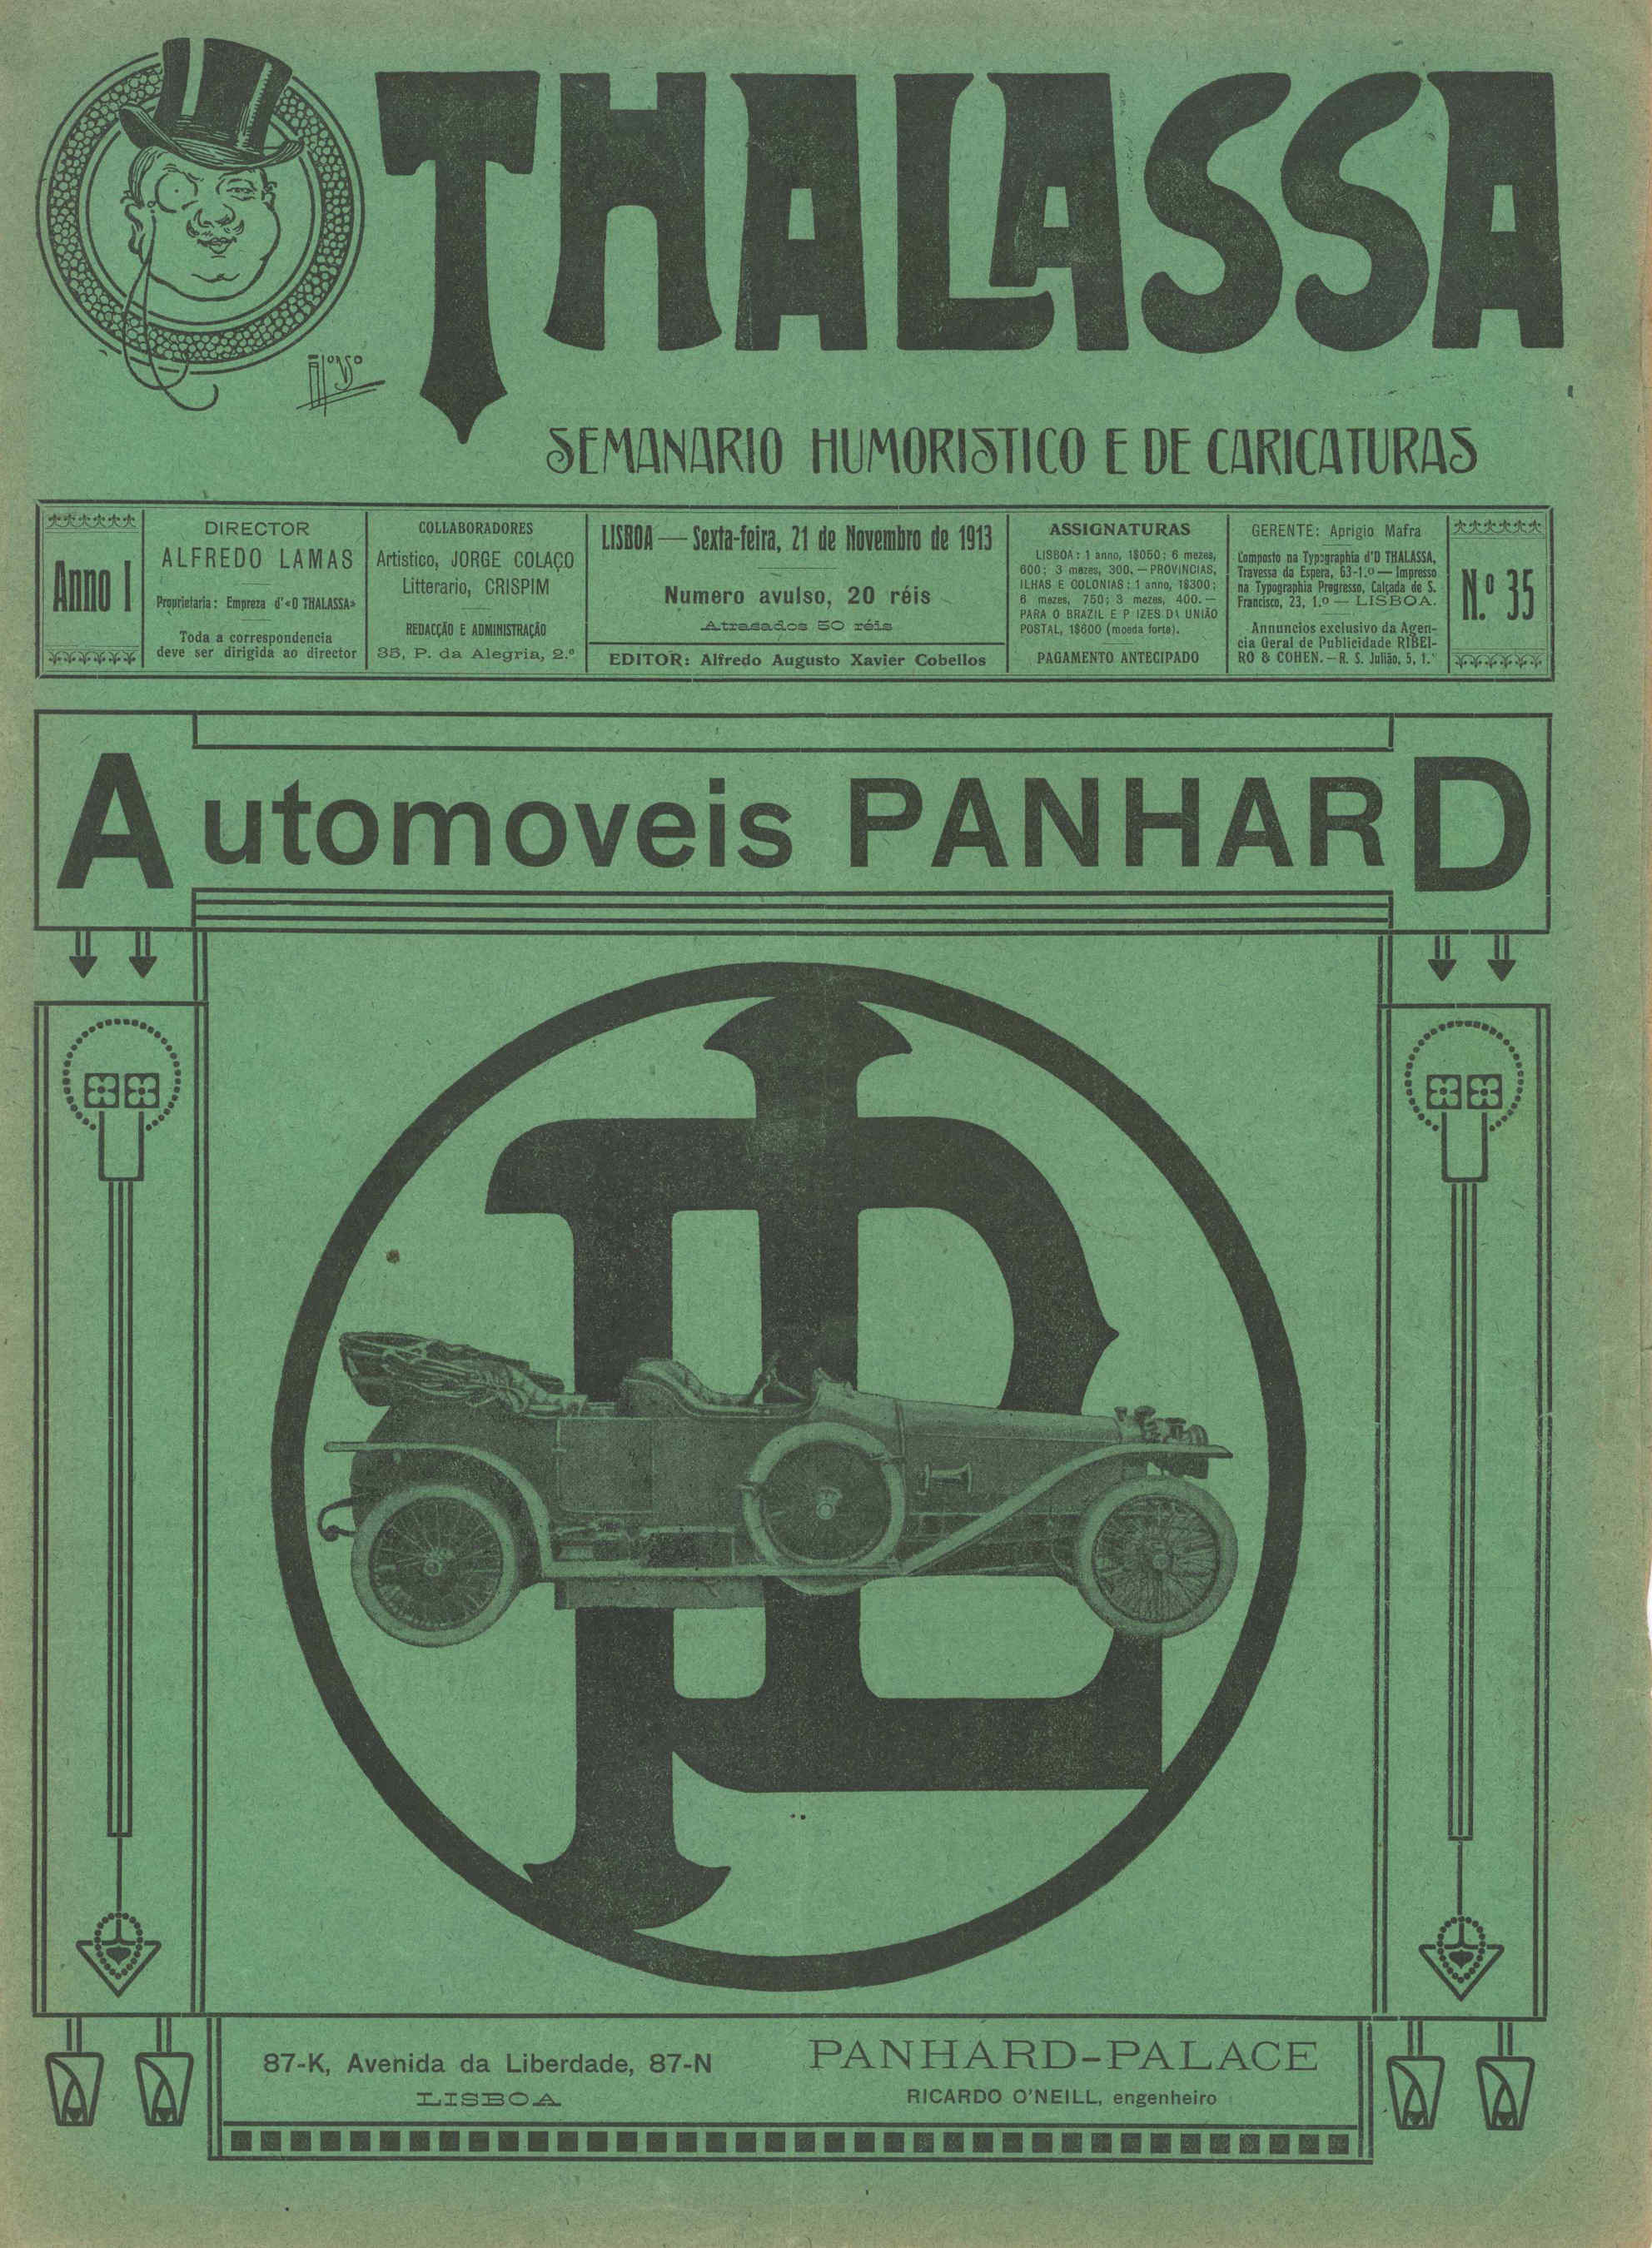 O THALASSA
SEMANARIO HUMORISTICO E DE CARICATURAS
Anno I
DIRECTOR
ALFREDO LAMAS
Proprietaria: Empreza d'«O THALASSA»
Toda a correspondencia
deve ser dirigida ao director
COLLABORADORES
Artistico, JORGE COLAÇO
Litterario, CRISPIM
REDACÇÃO E ADMINISTRAÇÃO
35, P. da Alegria, 2.º
LISBOA — Sexta-feira, 21 de Novembro de 1913
Numero avulso, 20 réis
Atrasados 50 réis
EDITOR: Alfredo Augusto Xavier Cobellos
ASSIGNATURAS
LISBOA: 1 anno, 1$050; 6 mezes,
600; 3 mezes, 300. — PROVINCIAS,
ILHAS E COLONIAS: 1 anno, 1$300;
6 mezes, 750; 3 mezes, 400.—
PARA O BRAZIL E P IZES DA UNIÃO
POSTAL, 1$600 (moeda forte).
PAGAMENTO ANTECIPADO
GERENTE: Aprigio Mafra
Composto na Typographia d'O THALASSA,
Travessa da Espera, 63-1.º — Impresso
na Typographia Progresso, Calçada de S.
Francisco, 23, 1.º — LISBOA.
Annuncios exclusivo da Agen-
cia Geral de Publicidade RIBEI-
RO & COHEN. — R. S. Julião, 5, 1.º
N.º 35
Automoveis PANHARD
PL
87-K, Avenida da Liberdade, 87-N
LISBOA
PANHARD-PALACE
RICARDO O'NEILL, engenheiro